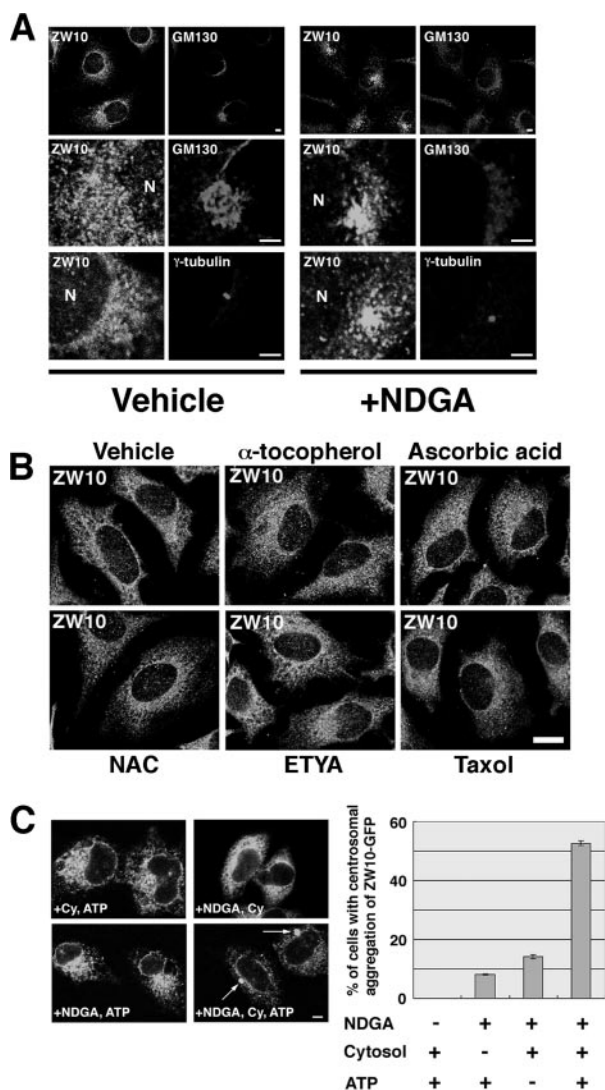 A
ZW10 GM130 ZW10 GM130
ZW10 N GM130 ZW10 N GM130
ZW10 N γ-tubulin ZW10 N γ-tubulin
Vehicle +NDGA
B
Vehicle α-tocopherol Ascorbic acid
ZW10 ZW10 ZW10
ZW10 ZW10 ZW10
NAC ETYA Taxol
C
+Cy, ATP +NDGA, Cy
+NDGA, ATP +NDGA, Cy, ATP
% of cells with centrosomal
aggregation of ZW10-GFP
60
40
20
0
NDGA - + + +
Cytosol + - + +
ATP + + - +